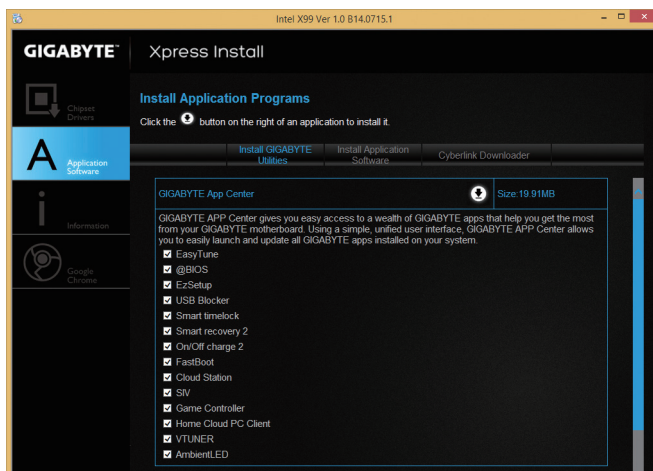 Intel X99 Ver 1.0 B14.0715.1
GIGABYTE™
Xpress Install
Chipset
Drivers
Application
Software
Information
Google
Chrome
Install Application Programs
Click the button on the right of an application to install it.
Install GIGABYTE
Utilities
Install Application
Software
Cyberlink Downloader
GIGABYTE App Center
Size:19.91MB
GIGABYTE APP Center gives you easy access to a wealth of GIGABYTE apps that help you get the most
from your GIGABYTE motherboard. Using a simple, unified user interface, GIGABYTE APP Center allows
you to easily launch and update all GIGABYTE apps installed on your system.
EasyTune
@BIOS
EzSetup
USB Blocker
Smart timelock
Smart recovery 2
On/Off charge 2
FastBoot
Cloud Station
SIV
Game Controller
Home Cloud PC Client
VTUNER
AmbientLED